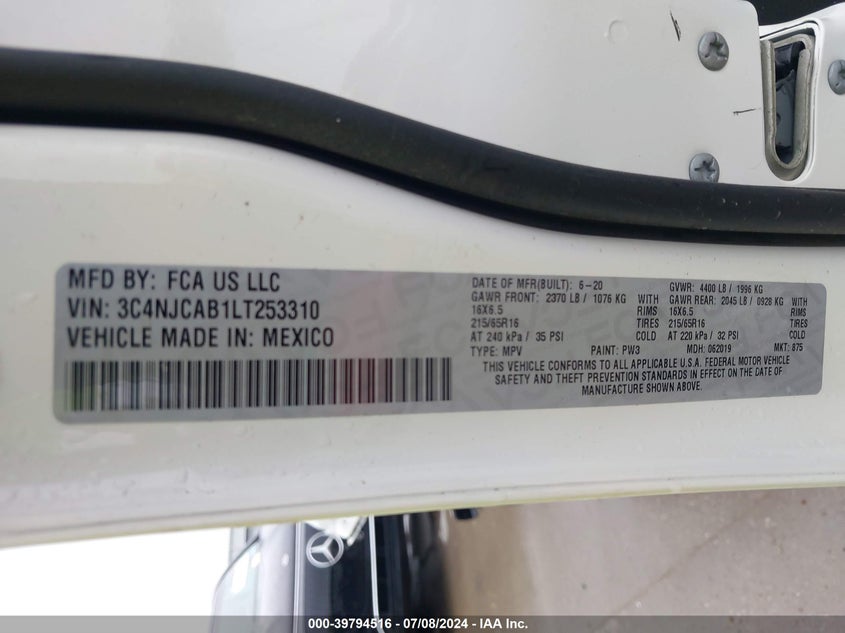 MFD BY: FCA US LLC
VIN: 3C4NJCAB1LT253310
VEHICLE MADE IN: MEXICO
DATE OF MFR(BUILT): 6-20 GVWR: 4400 LB / 1996 KG
GAWR FRONT: 2370 LB / 1076 KG WITH GAWR REAR: 2045 LB / 0928 KG WITH
16X6.5 RIMS 16X6.5 RIMS
215/65R16 TIRES 215/65R16 TIRES
AT 240 kPa / 35 PSI COLD AT 220 kPa / 32 PSI COLD
TYPE: MPV PAINT: PW3 MDH: 062019 MKT: 875
THIS VEHICLE CONFORMS TO ALL APPLICABLE U.S.A. FEDERAL MOTOR VEHICLE
SAFETY AND THEFT PREVENTION STANDARDS IN EFFECT ON THE DATE OF
MANUFACTURE SHOWN ABOVE.
000-39794516 - 07/08/2024 - IAA Inc.